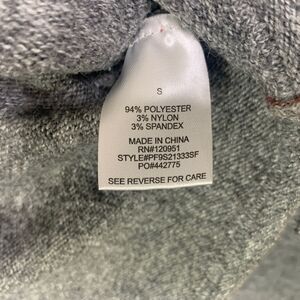 S
94% POLYESTER
3% NYLON
3% SPANDEX
MADE IN CHINA
RN#120951
STYLE#PF9S21333SF
PO#442775
SEE REVERSE FOR CARE